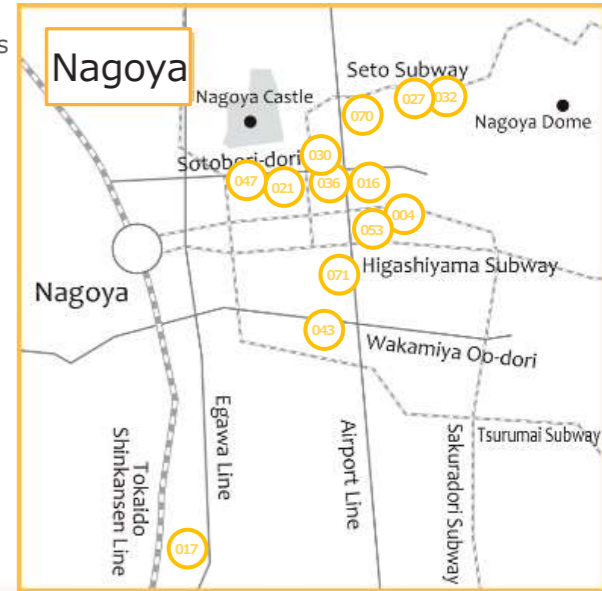 s
Nagoya
Seto Subway
Nagoya Castle
027
032
070
Nagoya Dome
030
Sotobori-dori
047
021
036
016
004
053
Higashiyama Subway
071
Nagoya
043
Wakamiya Oo-dori
Egawa Line
Airport Line
Sakuradori Subway
Tsurumai Subway
Tokaido
Shinkansen Line
017